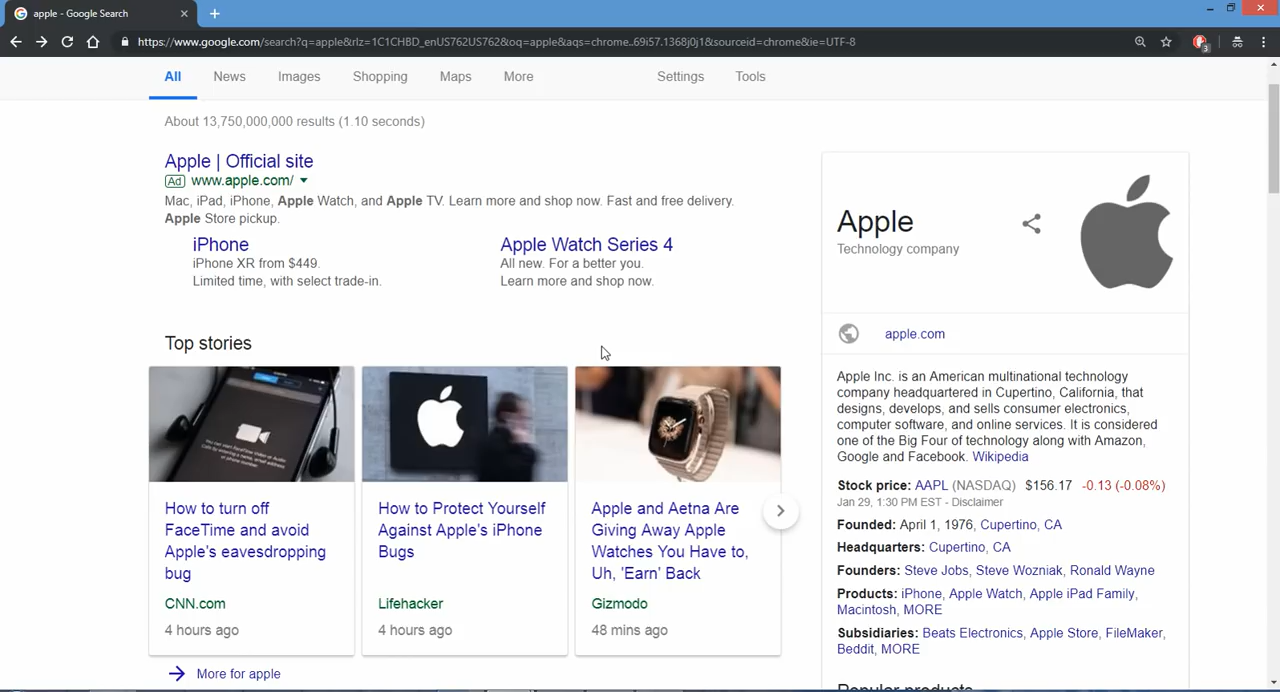 apple - Google Search
https://www.google.com/search?q=apple&rlz=1C1CHBD_enUS762US762&oq=apple&aqs=chrome..69i57.1368j0j1&sourceid=chrome&ie=UTF-8
3
All News Images Shopping Maps More Settings Tools
About 13,750,000,000 results (1.10 seconds)
Apple | Official site
Ad www.apple.com/
Mac, iPad, iPhone, Apple Watch, and Apple TV. Learn more and shop now. Fast and free delivery.
Apple Store pickup.
iPhone
iPhone XR from $449.
Limited time, with select trade-in.
Apple Watch Series 4
All new. For a better you.
Learn more and shop now.
Top stories
How to turn off
FaceTime and avoid
Apple's eavesdropping
bug
CNN.com
4 hours ago
How to Protect Yourself
Against Apple's iPhone
Bugs
Lifehacker
4 hours ago
Apple and Aetna Are
Giving Away Apple
Watches You Have to,
Uh, 'Earn' Back
Gizmodo
48 mins ago
More for apple
Apple
Technology company
apple.com
Apple Inc. is an American multinational technology
company headquartered in Cupertino, California, that
designs, develops, and sells consumer electronics,
computer software, and online services. It is considered
one of the Big Four of technology along with Amazon,
Google and Facebook. Wikipedia
Stock price: AAPL (NASDAQ) $156.17 -0.13 (-0.08%)
Jan 29, 1:30 PM EST - Disclaimer
Founded: April 1, 1976, Cupertino, CA
Headquarters: Cupertino, CA
Founders: Steve Jobs, Steve Wozniak, Ronald Wayne
Products: iPhone, Apple Watch, Apple iPad Family,
Macintosh, MORE
Subsidiaries: Beats Electronics, Apple Store, FileMaker,
Beddit, MORE
Popular products